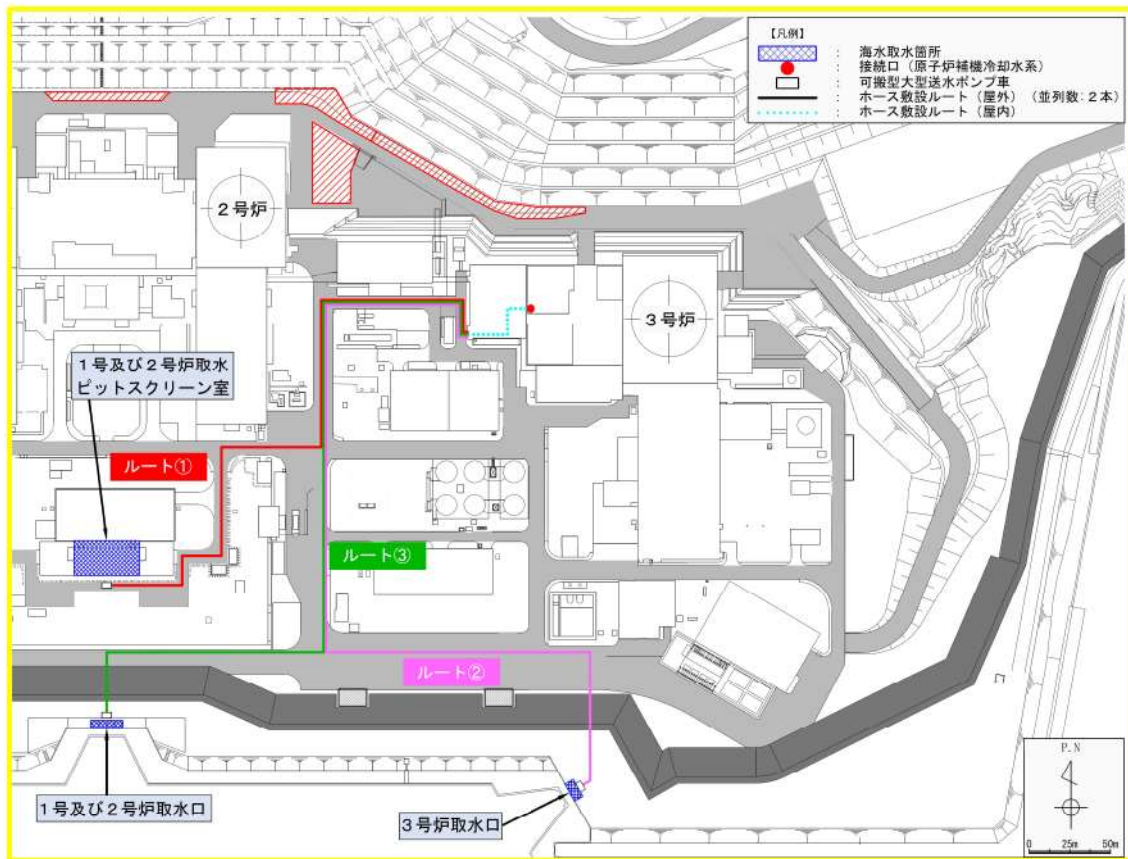 【凡例】
: 海水取水箇所
: 接続口（原子炉補機冷却水系）
: 可搬型大型送水ポンプ車
: ホース敷設ルート（屋外）（並列数：2本）
: ホース敷設ルート（屋内）
2号炉
3号炉
1号及び2号炉取水
ピットスクリーン室
ルート①
ルート③
ルート②
1号及び2号炉取水口
3号炉取水口
P.N
0 25m 50m